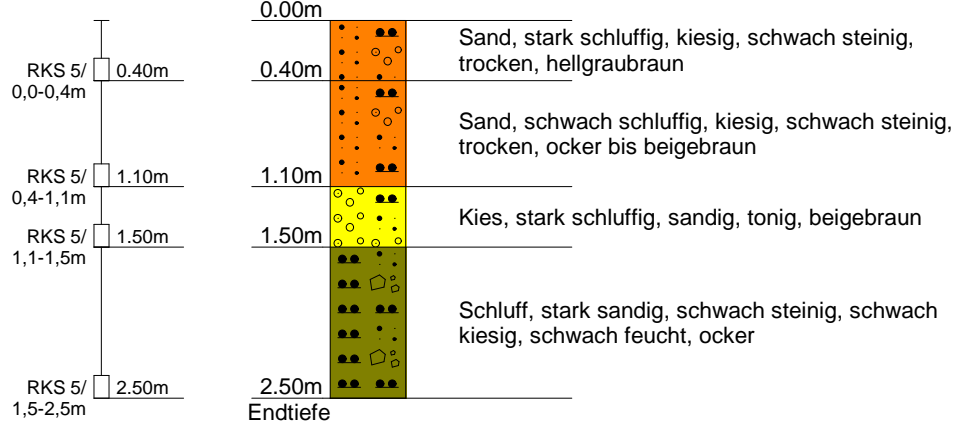 0.00m
Sand, stark schluffig, kiesig, schwach steinig,
trocken, hellgraubraun
RKS 5/
0,0-0,4m
0.40m
0.40m
Sand, schwach schluffig, kiesig, schwach steinig,
trocken, ocker bis beigebraun
RKS 5/
0,4-1,1m
1.10m
1.10m
Kies, stark schluffig, sandig, tonig, beigebraun
RKS 5/
1,1-1,5m
1.50m
1.50m
Schluff, stark sandig, schwach steinig, schwach
kiesig, schwach feucht, ocker
RKS 5/
1,5-2,5m
2.50m
2.50m
Endtiefe